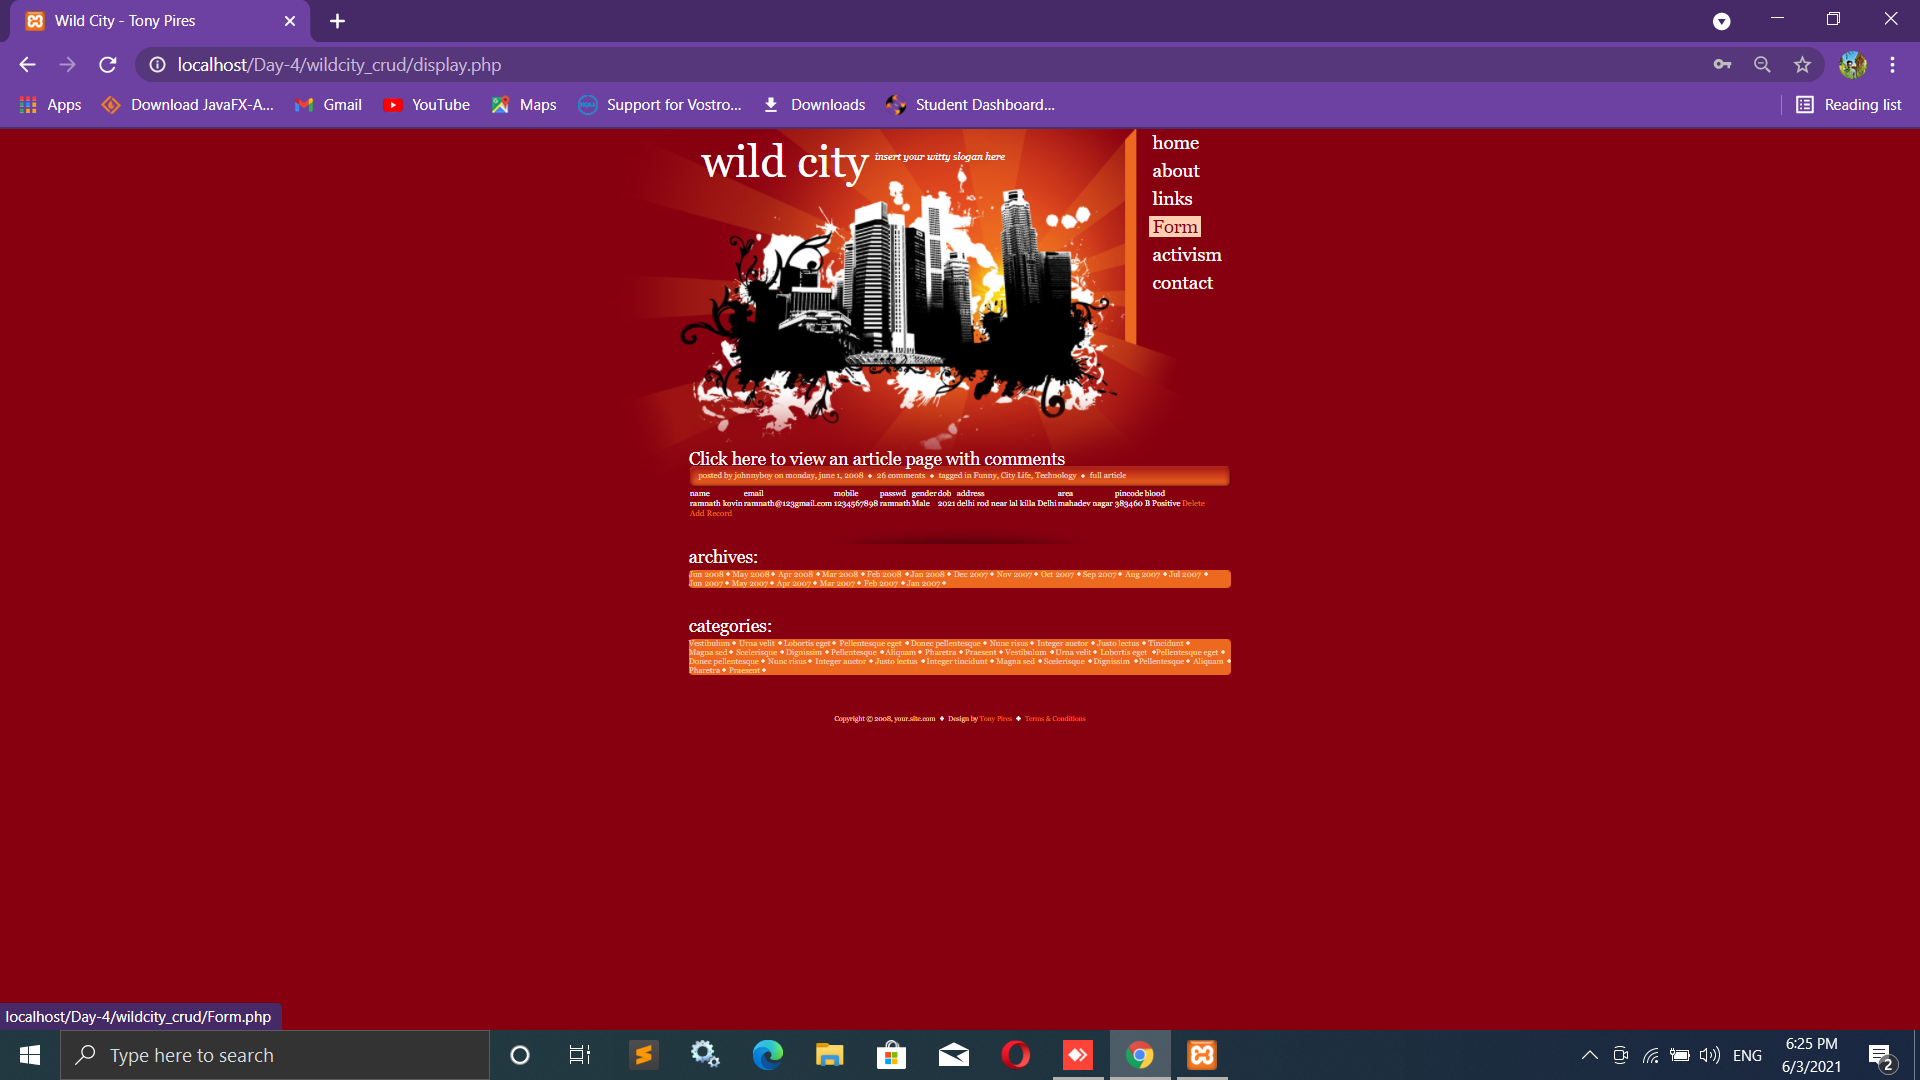 Wild City - Tony Pires
localhost/Day-4/wildcity_crud/display.php
Apps Download JavaFX-A... Gmail YouTube Maps Support for Vostro... Downloads Student Dashboard... Reading list
wild city insert your witty slogan here
home
about
links
Form
activism
contact
Click here to view an article page with comments
posted by johnnyboy on monday, june 1, 2008 ♦ 26 comments ♦ tagged in Funny, City Life, Technology ♦ full article
name email mobile passwd gender dob address area pincode blood
ramnath kovin ramnath@123gmail.com 1234567898 ramnath Male 2021 delhi rod near lal killa Delhi mahadev nagar 383460 B Positive Delete
Add Record
archives:
Jun 2008 ♦ May 2008 ♦ Apr 2008 ♦ Mar 2008 ♦ Feb 2008 ♦ Jan 2008 ♦ Dec 2007 ♦ Nov 2007 ♦ Oct 2007 ♦ Sep 2007 ♦ Aug 2007 ♦ Jul 2007 ♦
Jun 2007 ♦ May 2007 ♦ Apr 2007 ♦ Mar 2007 ♦ Feb 2007 ♦ Jan 2007 ♦
categories:
Vestibulum ♦ Urna velit ♦ Lobortis eget ♦ Pellentesque eget ♦ Donec pellentesque ♦ Nunc risus ♦ Integer auctor ♦ Justo lectus ♦ Tincidunt ♦
Magna sed ♦ Scelerisque ♦ Dignissim ♦ Pellentesque ♦ Aliquam ♦ Pharetra ♦ Praesent ♦ Vestibulum ♦ Urna velit ♦ Lobortis eget ♦ Pellentesque eget ♦
Donec pellentesque ♦ Nunc risus ♦ Integer auctor ♦ Justo lectus ♦ Integer tincidunt ♦ Magna sed ♦ Scelerisque ♦ Dignissim ♦ Pellentesque ♦ Aliquam ♦
Pharetra ♦ Praesent ♦
Copyright © 2008, your.site.com ♦ Design by Tony Pires ♦ Terms & Conditions
localhost/Day-4/wildcity_crud/Form.php
Type here to search
ENG
6:25 PM
6/3/2021
2